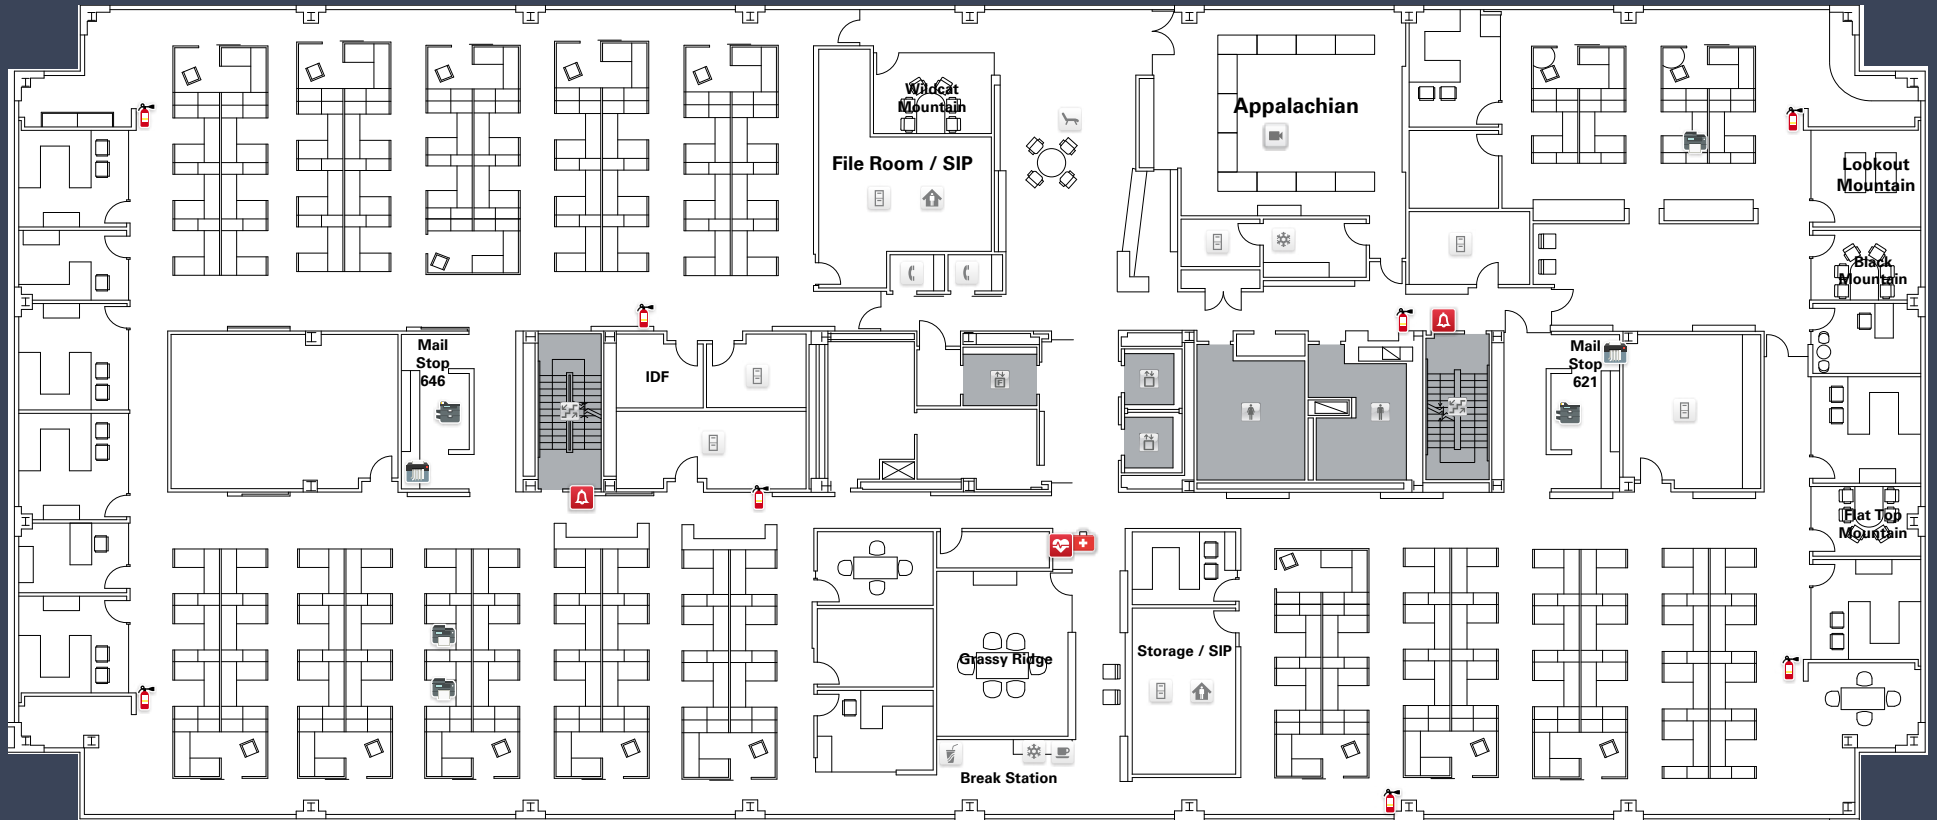 Wildcat
Mountain
Appalachian
File Room / SIP
Lookout
Mountain
Black
Mountain
Mail
Stop
646
IDF
F
Mail
Stop
621
Flat Top
Mountain
Grassy Ridge
Storage / SIP
Break Station